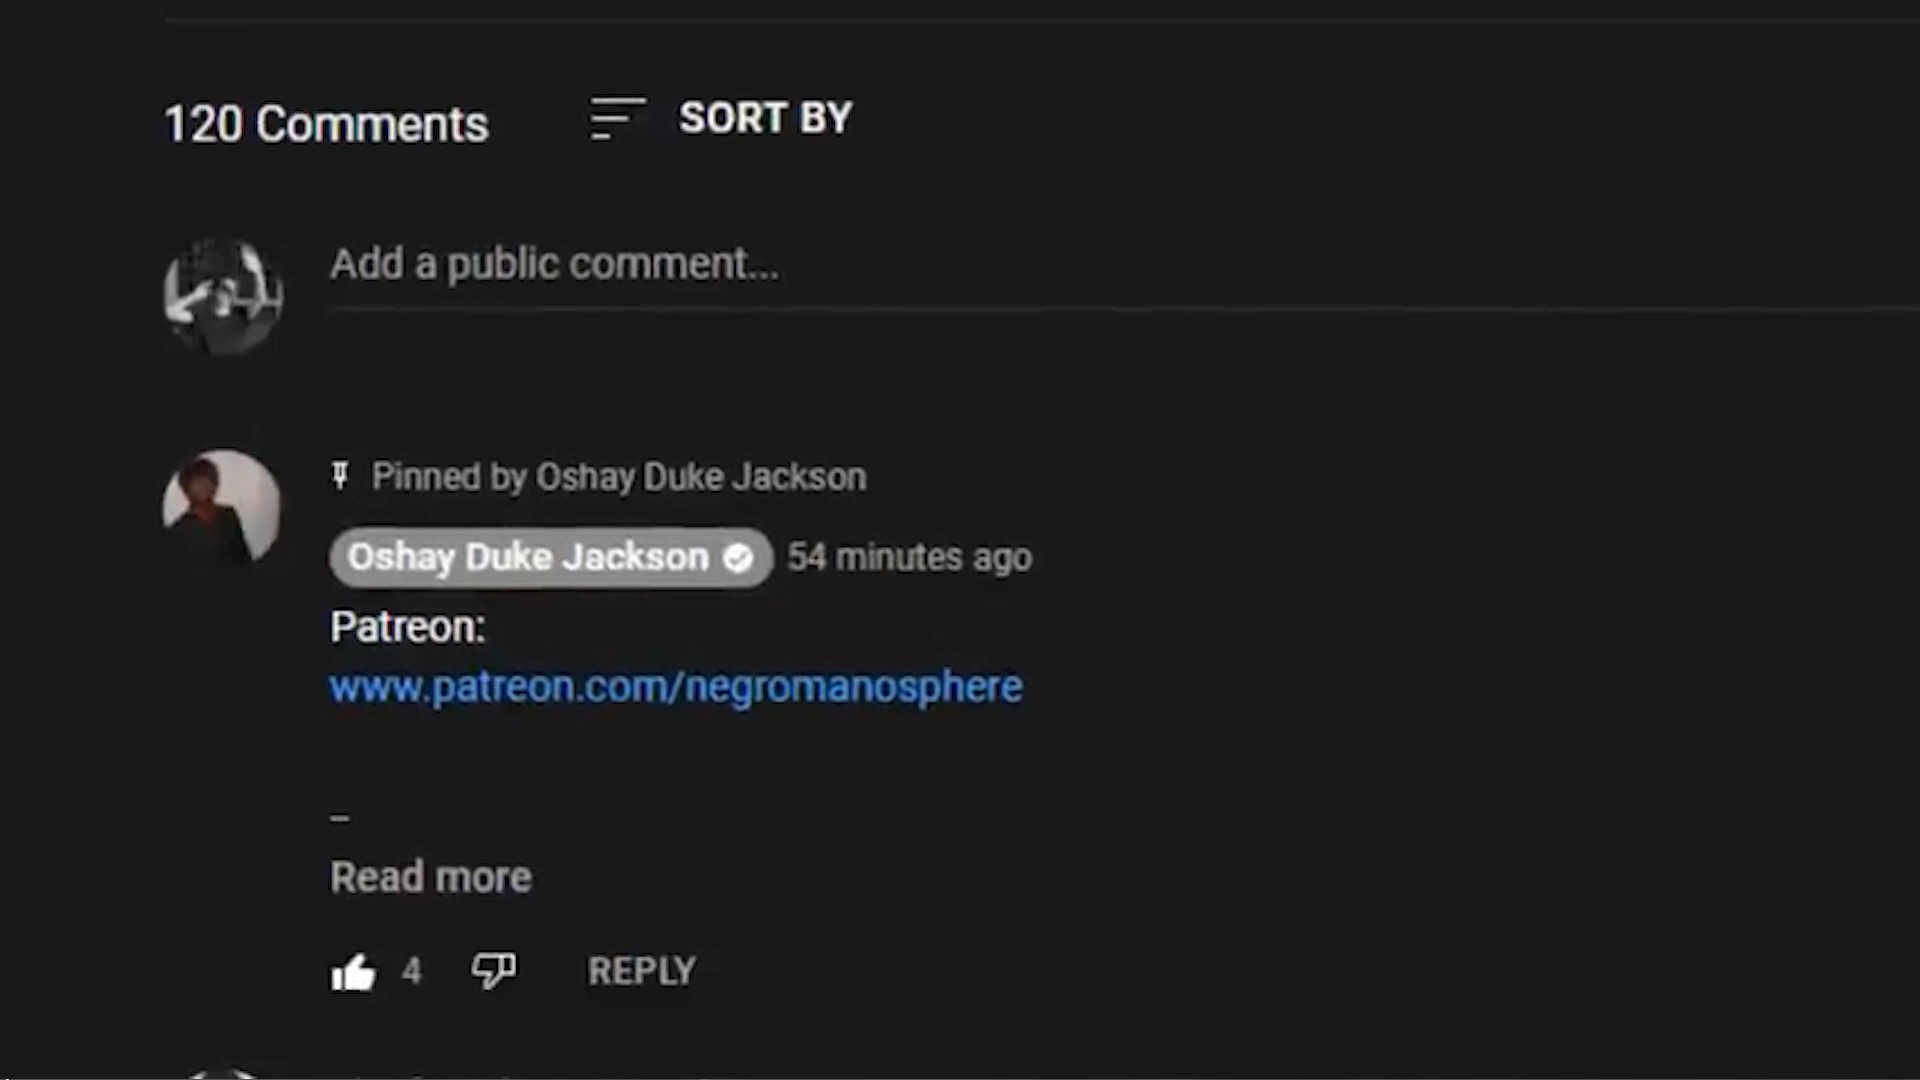 120 Comments SORT BY
Add a public comment...
Pinned by Oshay Duke Jackson
Oshay Duke Jackson 54 minutes ago
Patreon:
www.patreon.com/negromanosphere
–
Read more
4 REPLY